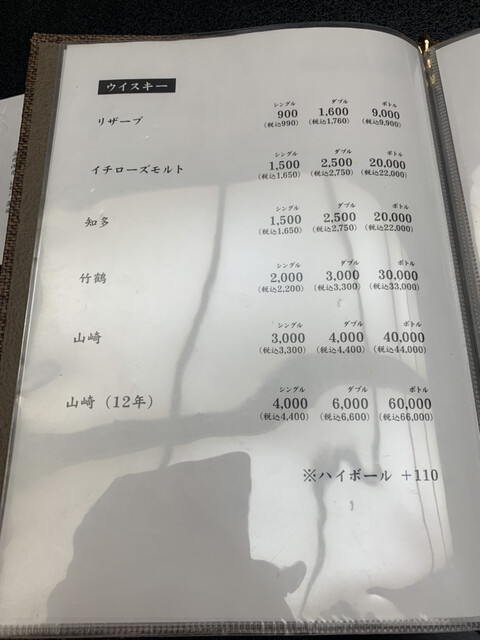 ウイスキー
シングル ダブル ボトル
リザーブ 900 1,600 9,000
(税込990) (税込1,760) (税込9,900)
シングル ダブル ボトル
イチローズモルト 1,500 2,500 20,000
(税込1,650) (税込2,750) (税込22,000)
シングル ダブル ボトル
知多 1,500 2,500 20,000
(税込1,650) (税込2,750) (税込22,000)
シングル ダブル ボトル
竹鶴 2,000 3,000 30,000
(税込2,200) (税込3,300) (税込33,000)
シングル ダブル ボトル
山崎 3,000 4,000 40,000
(税込3,300) (税込4,400) (税込44,000)
シングル ダブル ボトル
山崎（12年） 4,000 6,000 60,000
(税込4,400) (税込6,600) (税込66,000)
※ハイボール +110